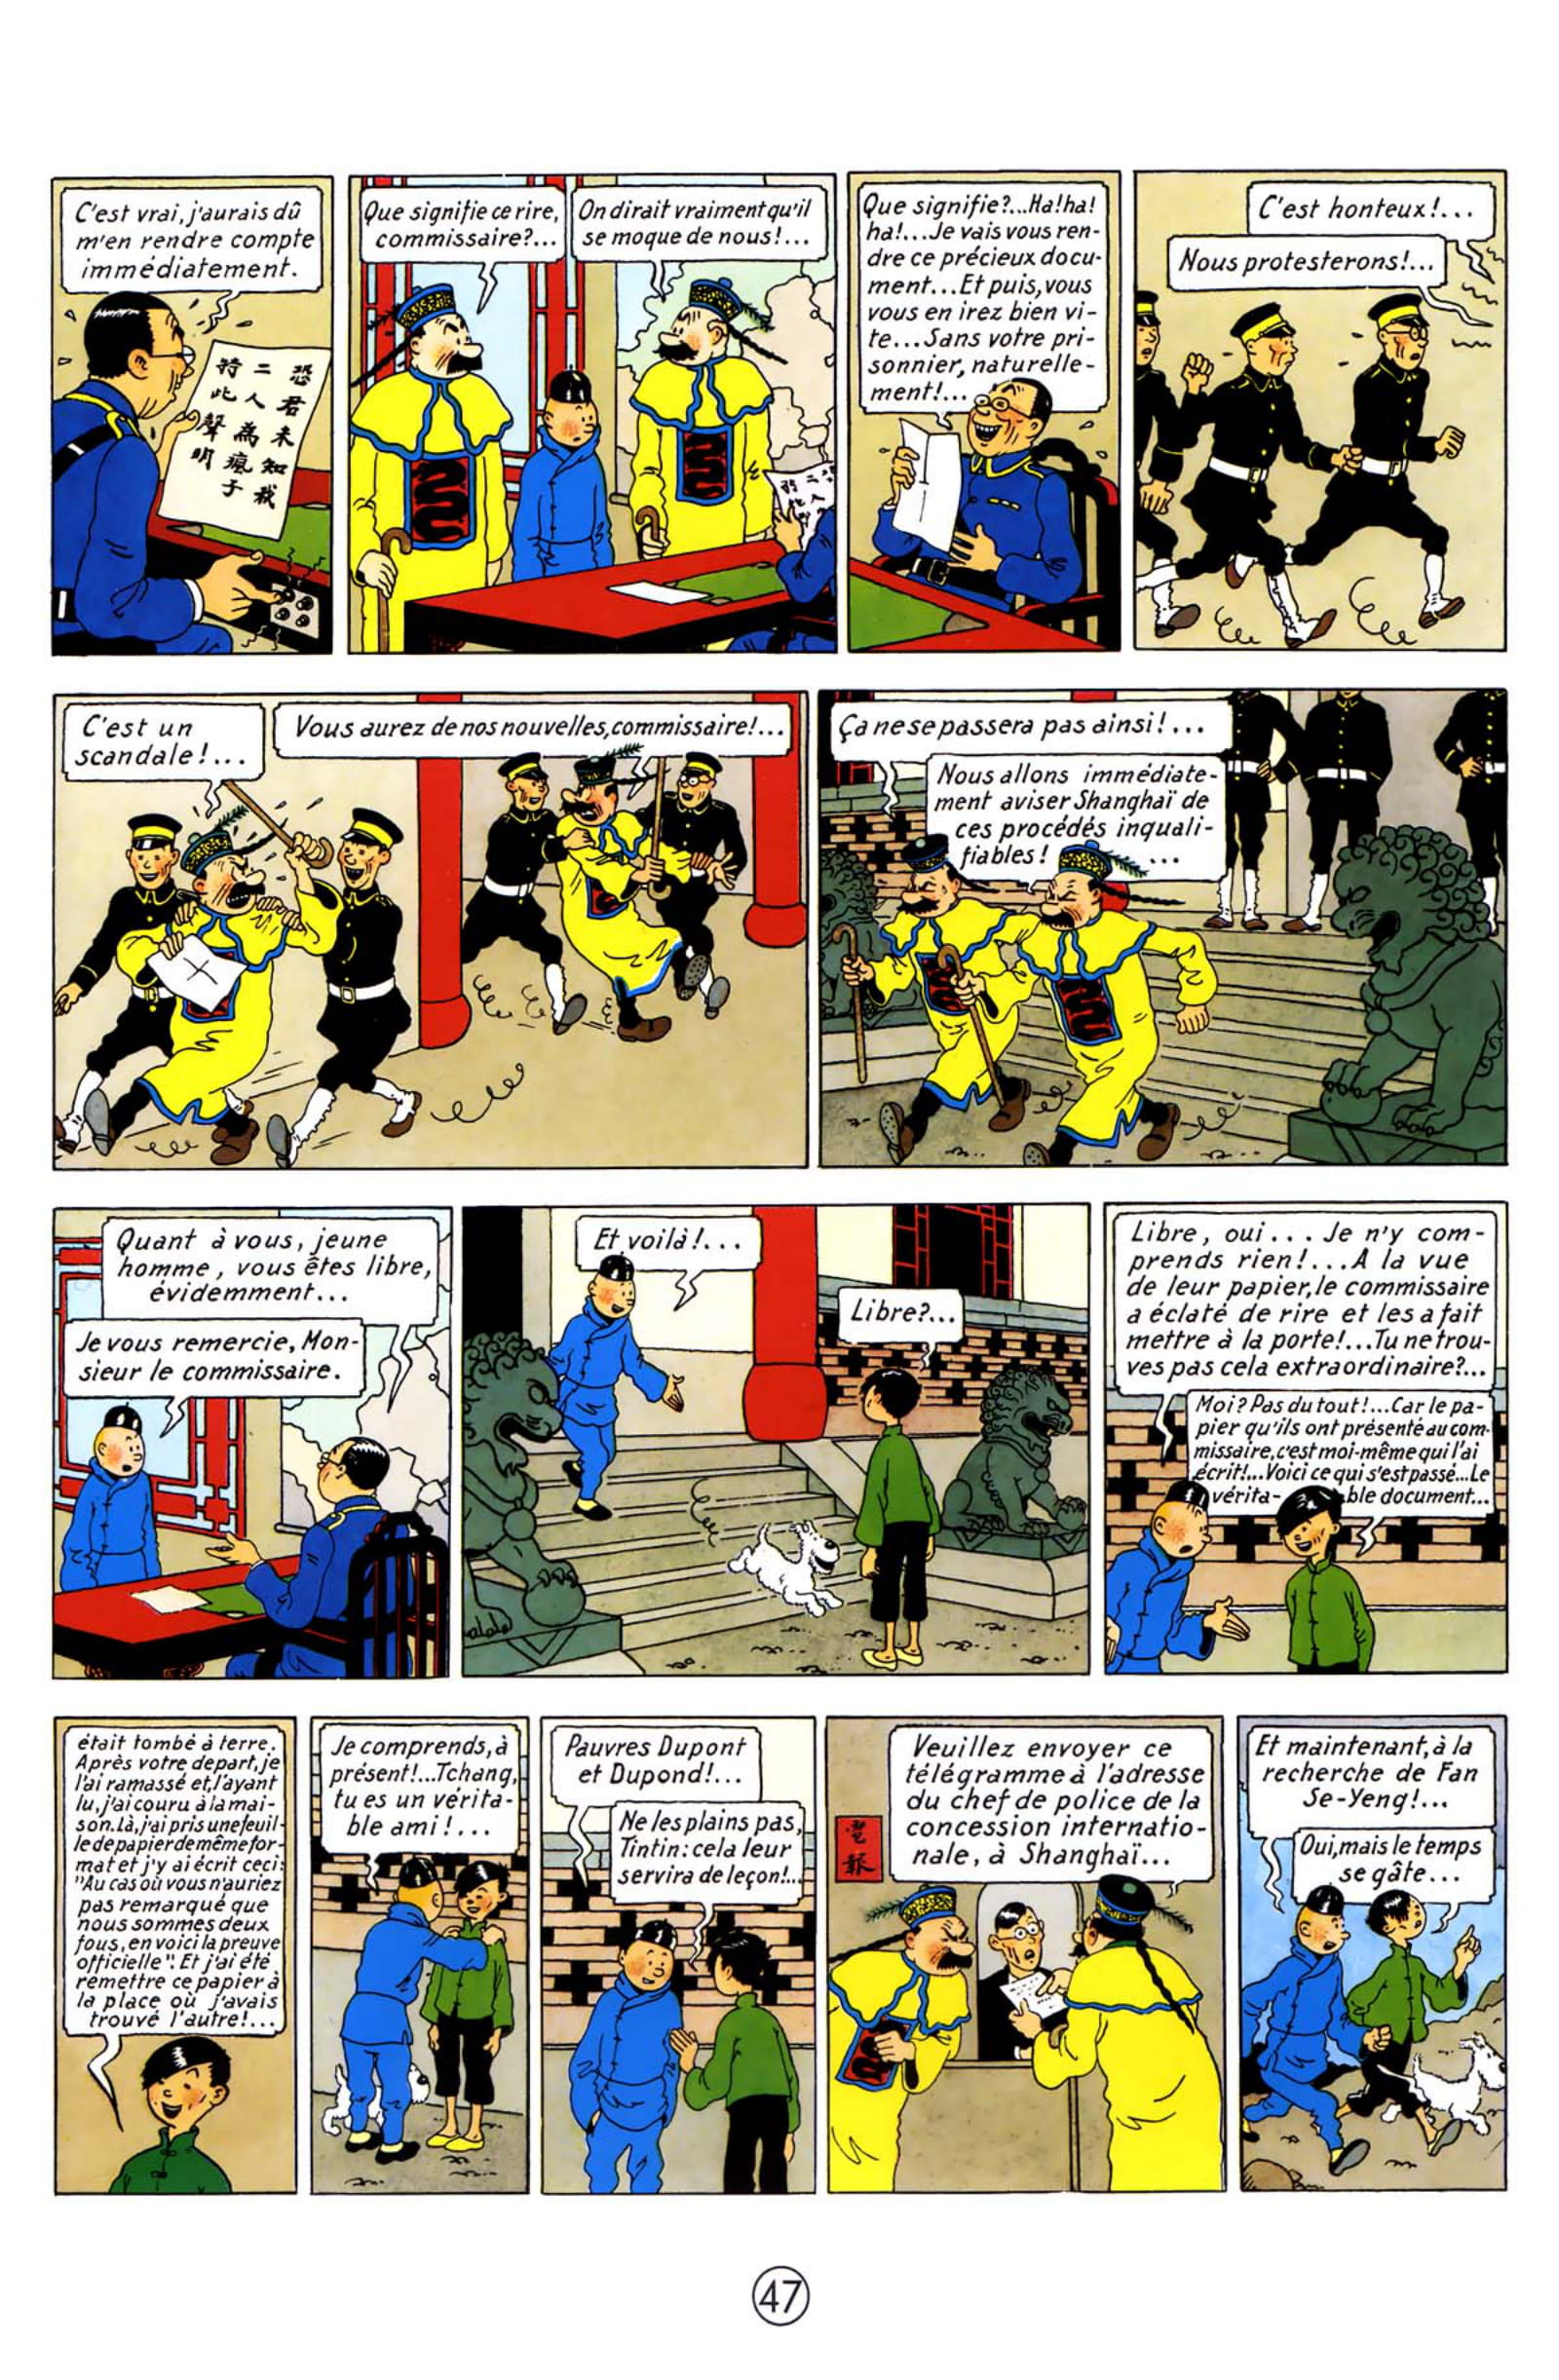 C'est vrai, j'aurais dû
m'en rendre compte
immédiatement.
恐君未知我
二人為瘋子
特此聲明
Que signifie ce rire,
commissaire?...
On dirait vraiment qu'il
se moque de nous!...
Que signifie?...Ha!ha!
ha!...Je vais vous ren-
dre ce précieux docu-
ment...Et puis, vous
vous en irez bien vi-
te...Sans votre pri-
sonnier, naturelle-
ment!...
C'est honteux!...
Nous protesterons!...
C'est un
scandale!...
Vous aurez de nos nouvelles, commissaire!...
Ça ne se passera pas ainsi!...
Nous allons immédiate-
ment aviser Shanghaï de
ces procédés inquali-
fiables! ...
Quant à vous, jeune
homme, vous êtes libre,
évidemment...
Je vous remercie, Mon-
sieur le commissaire.
Et voilà!...
Libre?...
Libre, oui... Je n'y com-
prends rien!...A la vue
de leur papier, le commissaire
a éclaté de rire et les a fait
mettre à la porte!...Tu ne trou-
ves pas cela extraordinaire?...
Moi? Pas du tout!...Car le pa-
pier qu'ils ont présenté au com-
missaire, c'est moi-même qui l'ai
écrit!...Voici ce qui s'est passé...Le
vérita- ble document...
était tombé à terre.
Après votre départ, je
l'ai ramassé et, l'ayant
lu, j'ai couru à la mai-
son. Là, j'ai pris une feuil-
le de papier de même for-
mat et j'y ai écrit ceci:
"Au cas où vous n'auriez
pas remarqué que
nous sommes deux
fous, en voici la preuve
officielle". Et j'ai été
remettre ce papier à
la place où j'avais
trouvé l'autre!...
Je comprends, à
présent!...Tchang,
tu es un vérita-
ble ami!...
Pauvres Dupont
et Dupond!...
Ne les plains pas,
Tintin: cela leur
servira de leçon!...
Veuillez envoyer ce
télégramme à l'adresse
du chef de police de la
concession internatio-
nale, à Shanghaï...
電報
Et maintenant, à la
recherche de Fan
Se-Yeng!...
Oui, mais le temps
se gâte...
47